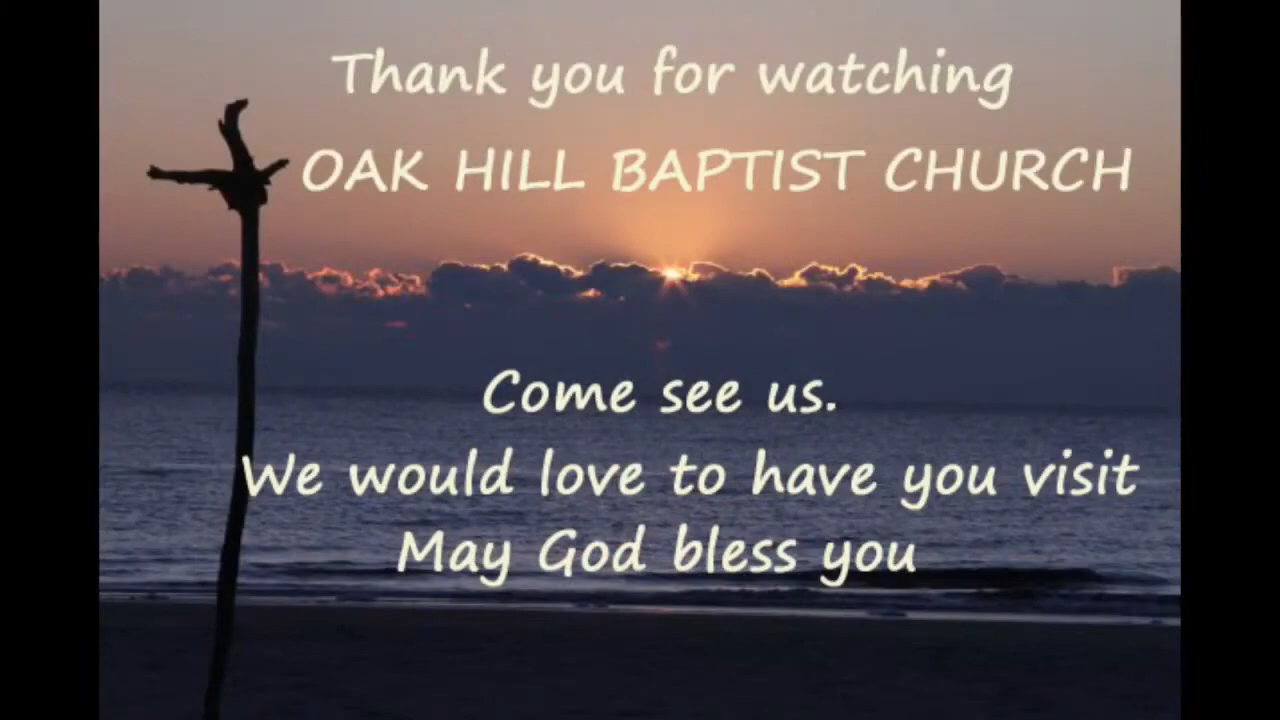 Thank you for watching
OAK HILL BAPTIST CHURCH
Come see us.
We would love to have you visit
May God bless you